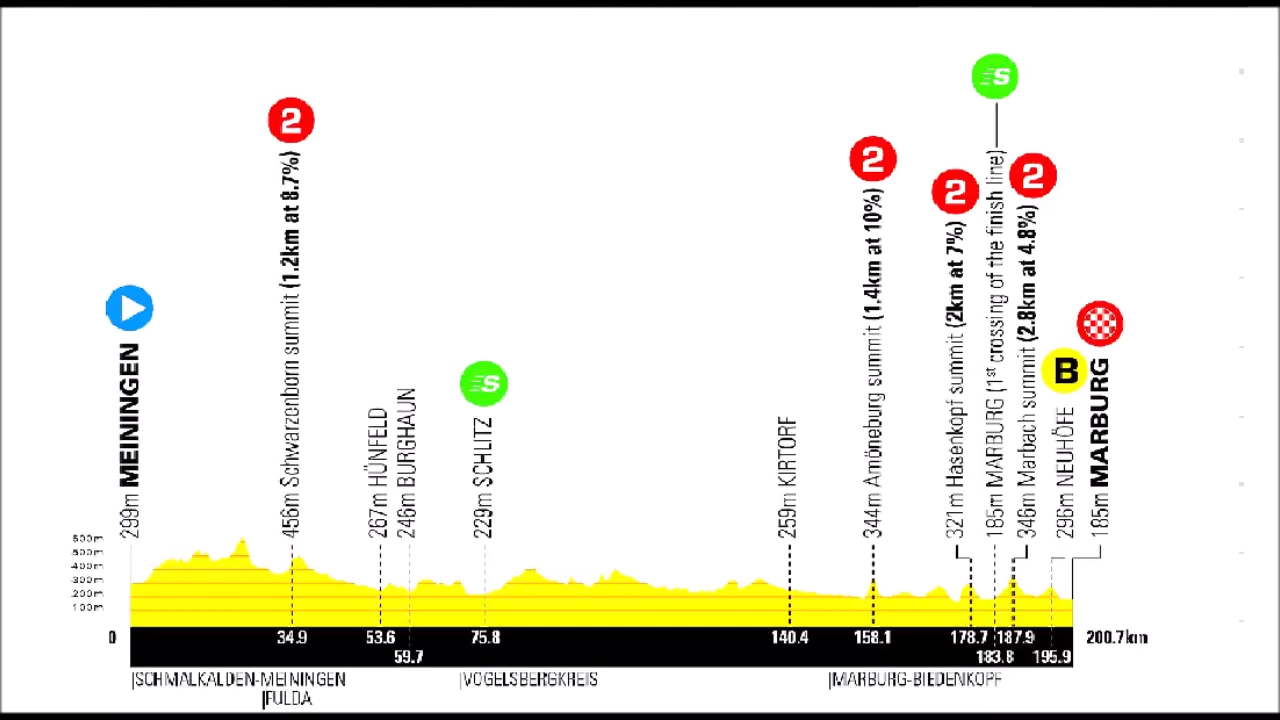 S
2
2
2
2
B
299m MEININGEN
456m Schwarzenborn summit (1.2km at 8.7%)
267m HÜNFELD
246m BURGHAUN
229m SCHLITZ
S
259m KIRTORF
344m Amöneburg summit (1.4km at 10%)
321m Hasenkopf summit (2km at 7%)
185m MARBURG (1st crossing of the finish line)
346m Marbach summit (2.8km at 4.8%)
296m NEUHÖFE
185m MARBURG
600m
500m
400m
300m
200m
100m
0 34.9 53.6 75.8 140.4 158.1 178.7 187.9 200.7km
59.7 183.8 195.9
|SCHMALKALDEN-MEININGEN |VOGELSBERGKREIS |MARBURG-BIEDENKOPF
|FULDA